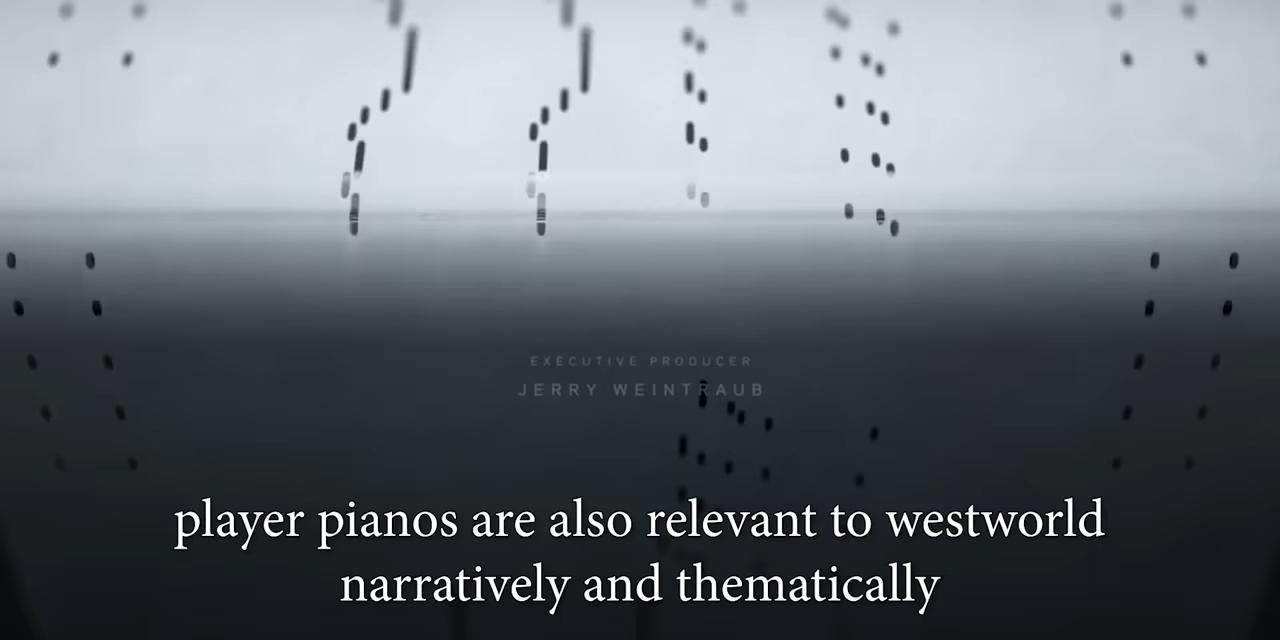 EXECUTIVE PRODUCER
JERRY WEINTRAUB
player pianos are also relevant to westworld
narratively and thematically